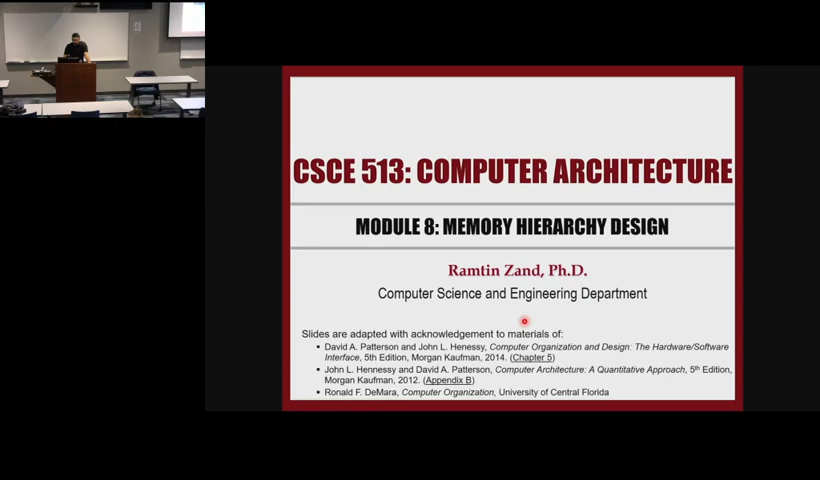 CSCE 513: COMPUTER ARCHITECTURE
MODULE 8: MEMORY HIERARCHY DESIGN
Ramtin Zand, Ph.D.
Computer Science and Engineering Department
Slides are adapted with acknowledgement to materials of:
▪ David A. Patterson and John L. Henessy, Computer Organization and Design: The Hardware/Software
Interface, 5th Edition, Morgan Kaufman, 2014. (Chapter 5)
▪ John L. Hennessy and David A. Patterson, Computer Architecture: A Quantitative Approach, 5th Edition,
Morgan Kaufman, 2012. (Appendix B)
▪ Ronald F. DeMara, Computer Organization, University of Central Florida